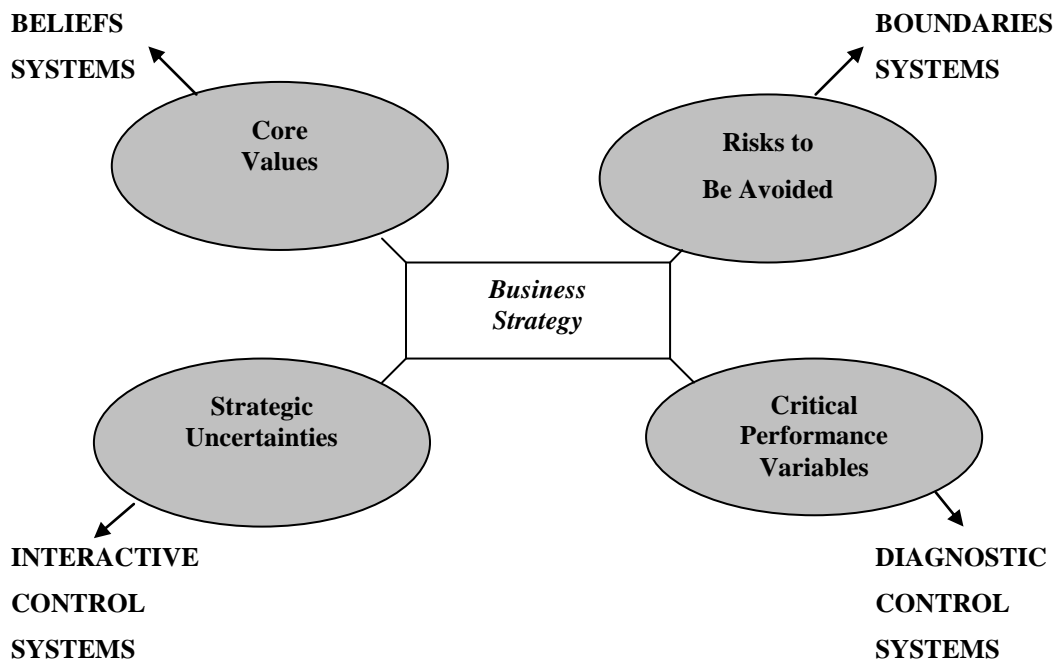 BELIEFS
SYSTEMS
BOUNDARIES
SYSTEMS
Core
Values
Risks to
Be Avoided
Business
Strategy
Strategic
Uncertainties
Critical
Performance
Variables
INTERACTIVE
CONTROL
SYSTEMS
DIAGNOSTIC
CONTROL
SYSTEMS